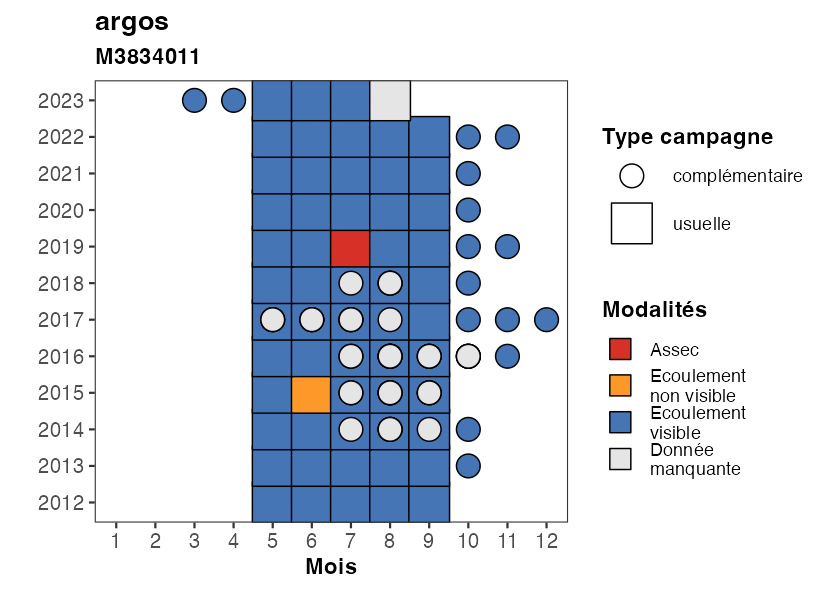 argos
M3834011
2023
2022
2021
2020
2019
2018
2017
2016
2015
2014
2013
2012
1 2 3 4 5 6 7 8 9 10 11 12
Mois
Type campagne
complémentaire
usuelle
Modalités
Assec
Ecoulement
non visible
Ecoulement
visible
Donnée
manquante